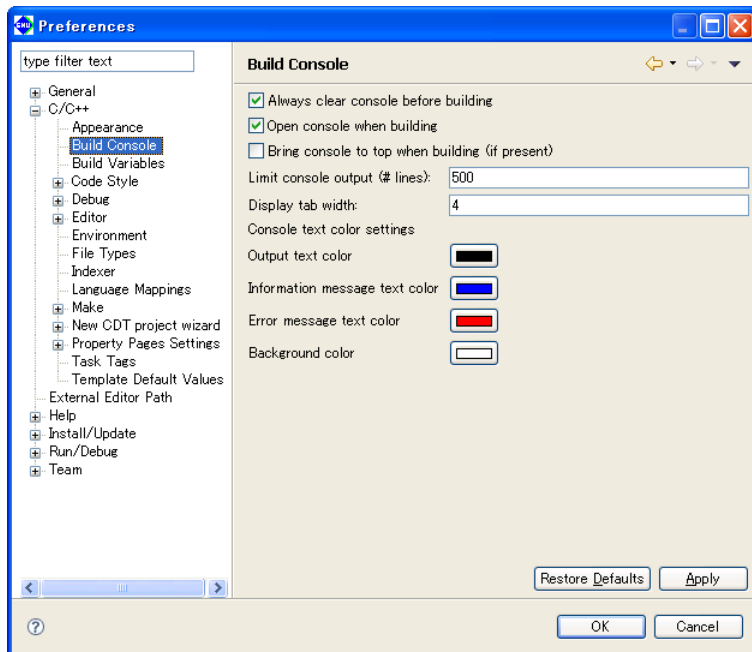 Preferences
type filter text
General
C/C++
Appearance
Build Console
Build Variables
Code Style
Debug
Editor
Environment
File Types
Indexer
Language Mappings
Make
New CDT project wizard
Property Pages Settings
Task Tags
Template Default Values
External Editor Path
Help
Install/Update
Run/Debug
Team
Build Console
Always clear console before building
Open console when building
Bring console to top when building (if present)
Limit console output (# lines): 500
Display tab width: 4
Console text color settings
Output text color
Information message text color
Error message text color
Background color
Restore Defaults Apply
? OK Cancel